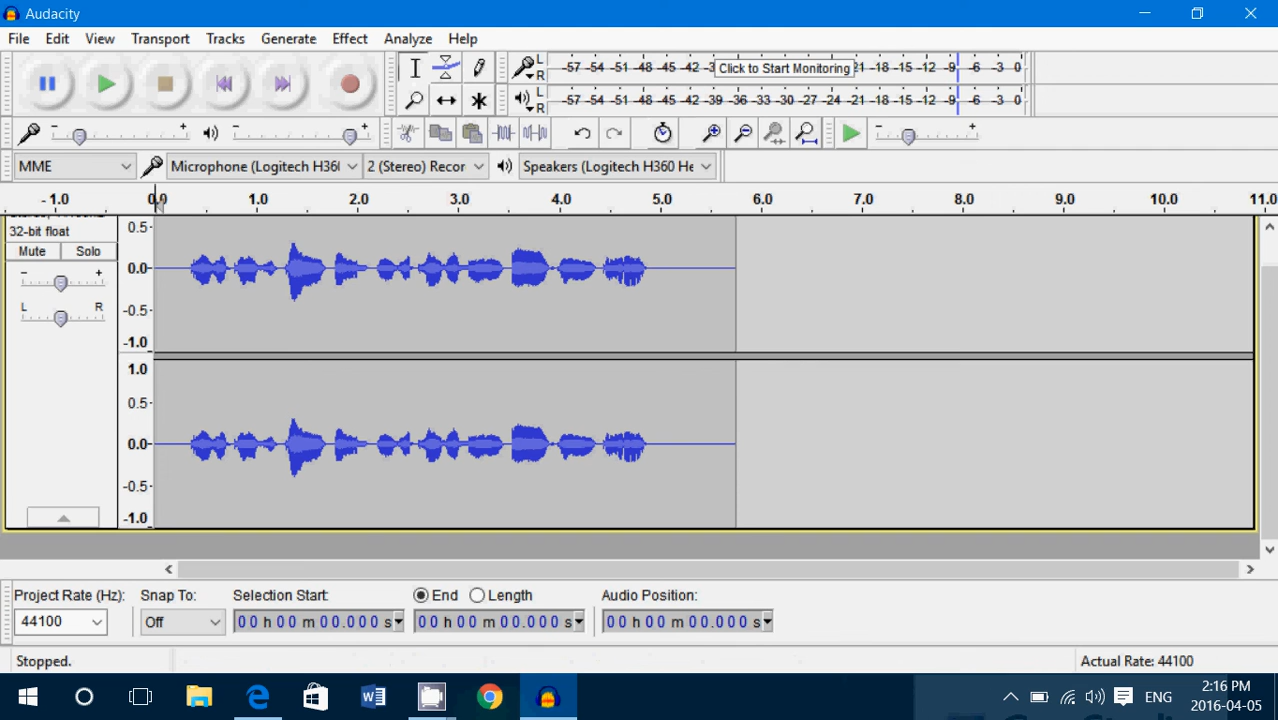 Audacity
File Edit View Transport Tracks Generate Effect Analyze Help
L
R
-57 -54 -51 -48 -45 -42 Click to Start Monitoring -18 -15 -12 -9 -6 -3 0
L
R
-57 -54 -51 -48 -45 -42 -39 -36 -33 -30 -27 -24 -21 -18 -15 -12 -9 -6 -3 0
- + - + - +
MME Microphone (Logitech H36 2 (Stereo) Recor Speakers (Logitech H360 He
-1.0 0.0 1.0 2.0 3.0 4.0 5.0 6.0 7.0 8.0 9.0 10.0 11.0
32-bit float
Mute Solo
- +
L R
0.5-
0.0-
-0.5-
-1.0
1.0
0.5-
0.0-
-0.5-
-1.0
Project Rate (Hz): Snap To: Selection Start: End Length Audio Position:
44100 Off 00 h 00 m 00.000 s 00 h 00 m 00.000 s 00 h 00 m 00.000 s
Stopped. Actual Rate: 44100
ENG 2:16 PM
2016-04-05